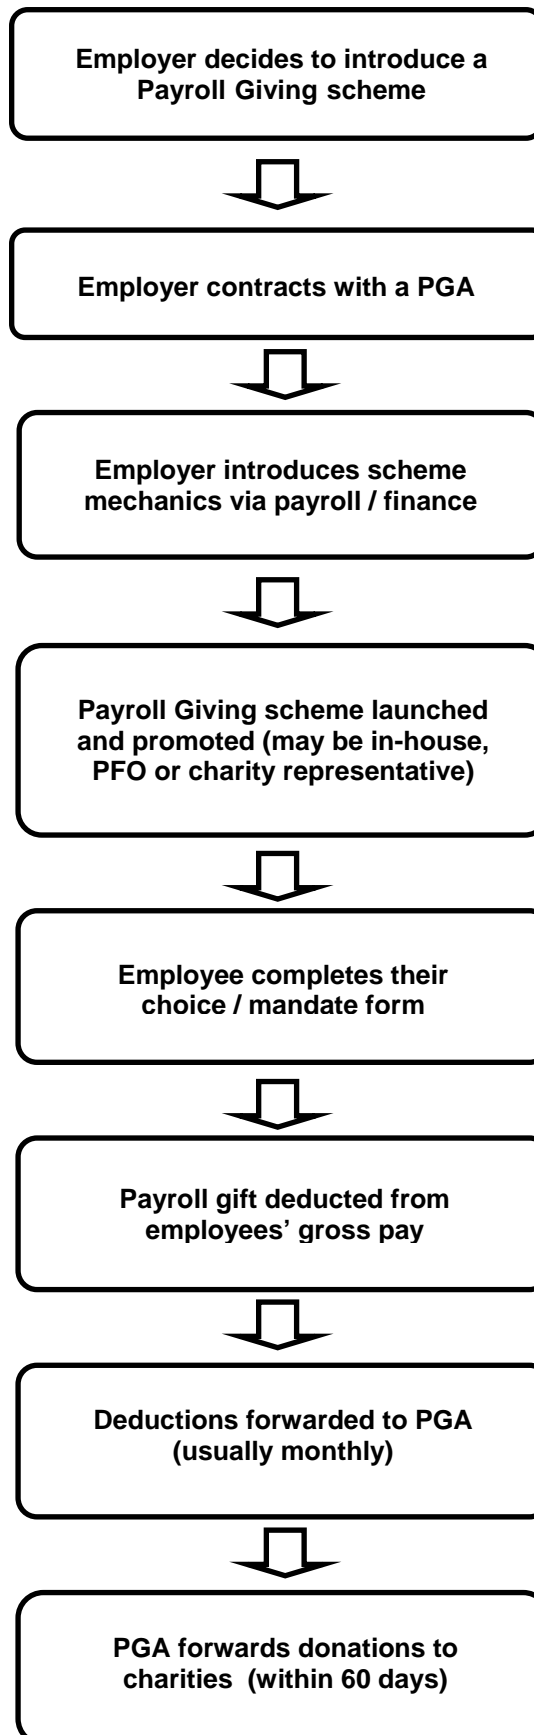 Employer decides to introduce a
Payroll Giving scheme
Employer contracts with a PGA
Employer introduces scheme
mechanics via payroll / finance
Payroll Giving scheme launched
and promoted (may be in-house,
PFO or charity representative)
Employee completes their
choice / mandate form
Payroll gift deducted from
employees’ gross pay
Deductions forwarded to PGA
(usually monthly)
PGA forwards donations to
charities  (within 60 days)